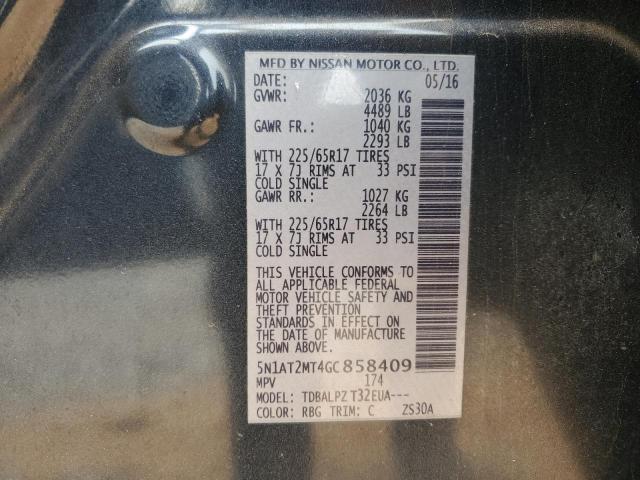 MFD BY NISSAN MOTOR CO., LTD.
DATE: 05/16
GVWR: 2036 KG
4489 LB
GAWR FR.: 1040 KG
2293 LB
WITH 225/65R17 TIRES
17 X 7J RIMS AT 33 PSI
COLD SINGLE
GAWR RR.: 1027 KG
2264 LB
WITH 225/65R17 TIRES
17 X 7J RIMS AT 33 PSI
COLD SINGLE
THIS VEHICLE CONFORMS TO
ALL APPLICABLE FEDERAL
MOTOR VEHICLE SAFETY AND
THEFT PREVENTION
STANDARDS IN EFFECT ON
THE DATE OF MANUFACTURE
SHOWN ABOVE.
5N1AT2MT4GC858409
MPV 174
MODEL: TDBALPZ T32EUA---
COLOR: RBG TRIM: C ZS30A